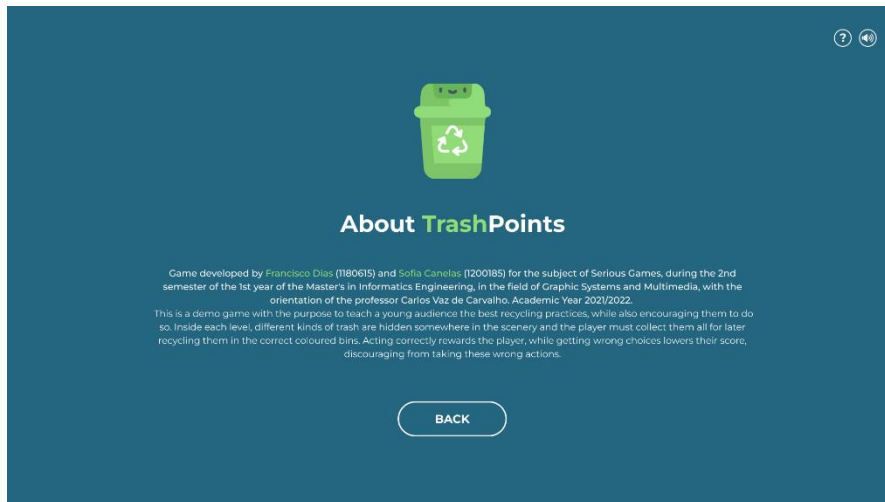 ?
About TrashPoints
Game developed by Francisco Dias (1180615) and Sofia Canelas (1200185) for the subject of Serious Games, during the 2nd
semester of the 1st year of the Master's in Informatics Engineering, in the field of Graphic Systems and Multimedia, with the
orientation of the professor Carlos Vaz de Carvalho. Academic Year 2021/2022.
This is a demo game with the purpose to teach a young audience the best recycling practices, while also encouraging them to do
so. Inside each level, different kinds of trash are hidden somewhere in the scenery and the player must collect them all for later
recycling them in the correct coloured bins. Acting correctly rewards the player, while getting wrong choices lowers their score,
discouraging from taking these wrong actions.
BACK